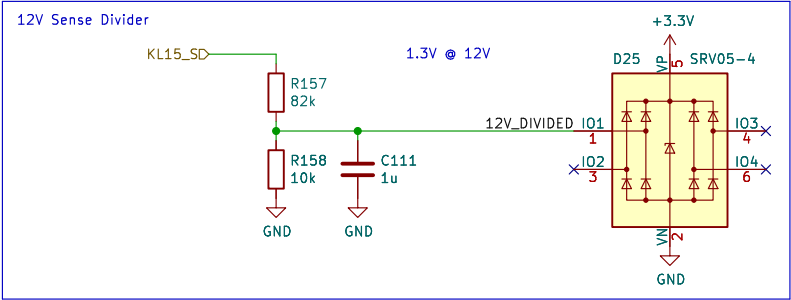 12V Sense Divider
+3.3V
KL15_S
1.3V @ 12V
D25
SRV05-4
VP
5
R157
82k
12V_DIVIDED
IO1
1
IO3
4
R158
10k
C111
1u
IO2
3
IO4
6
GND
GND
VN
2
GND